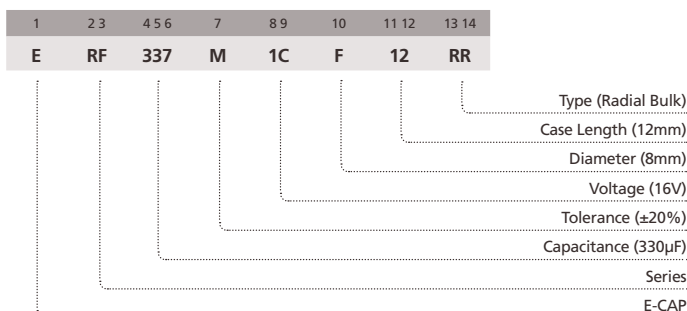 1 2 3 4 5 6 7 8 9 10 11 12 13 14
E RF 337 M 1C F 12 RR
Type (Radial Bulk)
Case Length (12mm)
Diameter (8mm)
Voltage (16V)
Tolerance (±20%)
Capacitance (330µF)
Series
E-CAP